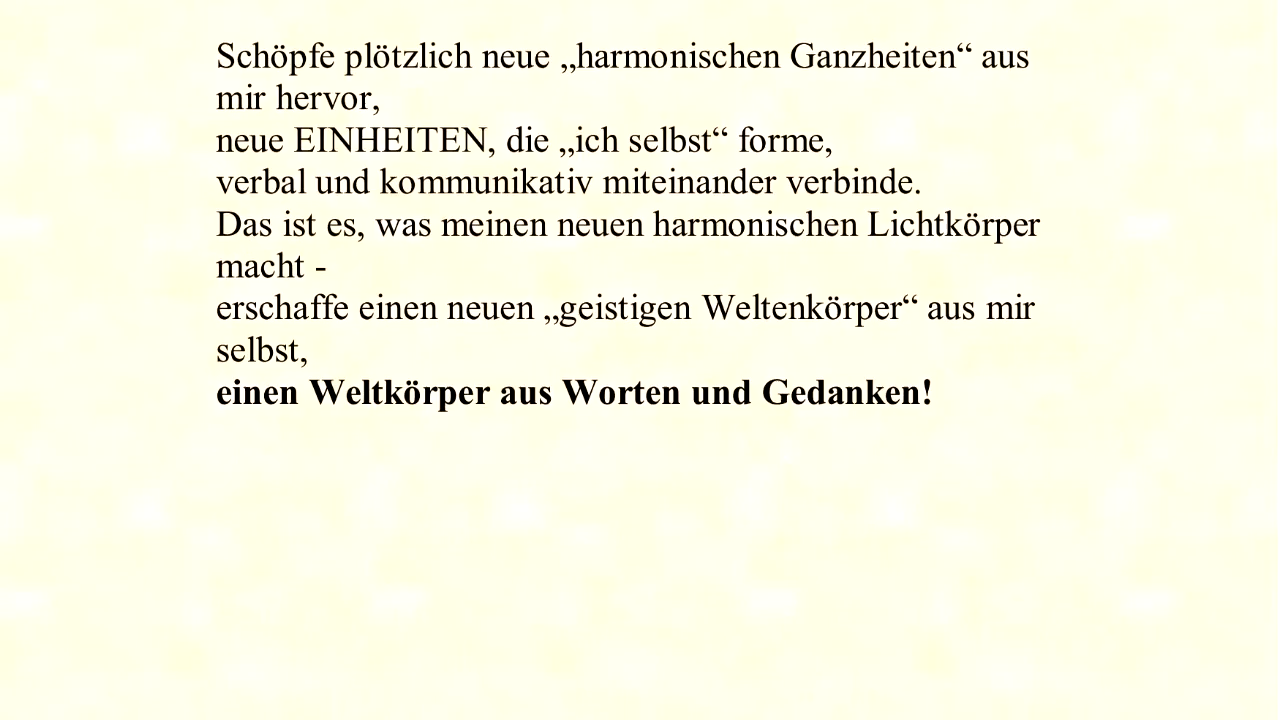 Schöpfe plötzlich neue „harmonischen Ganzheiten“ aus
mir hervor,
neue EINHEITEN, die „ich selbst“ forme,
verbal und kommunikativ miteinander verbinde.
Das ist es, was meinen neuen harmonischen Lichtkörper
macht -
erschaffe einen neuen „geistigen Weltenkörper“ aus mir
selbst,
einen Weltkörper aus Worten und Gedanken!